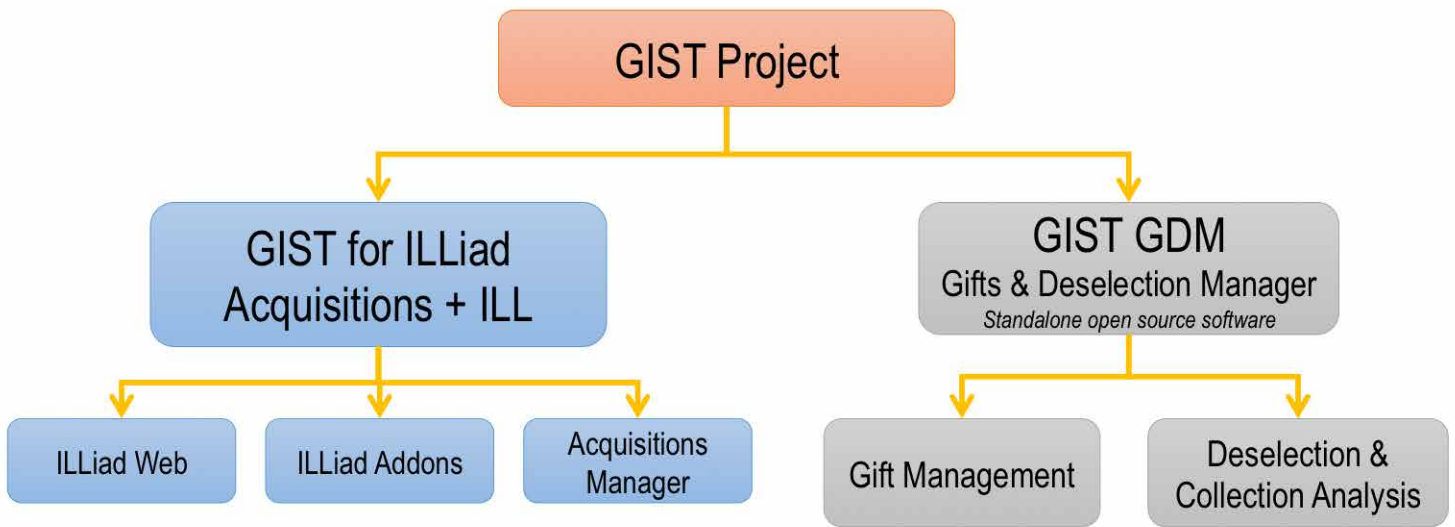 GIST Project
GIST for ILLiad
Acquisitions + ILL
GIST GDM
Gifts & Deselection Manager
Standalone open source software
ILLiad Web
ILLiad Addons
Acquisitions
Manager
Gift Management
Deselection &
Collection Analysis